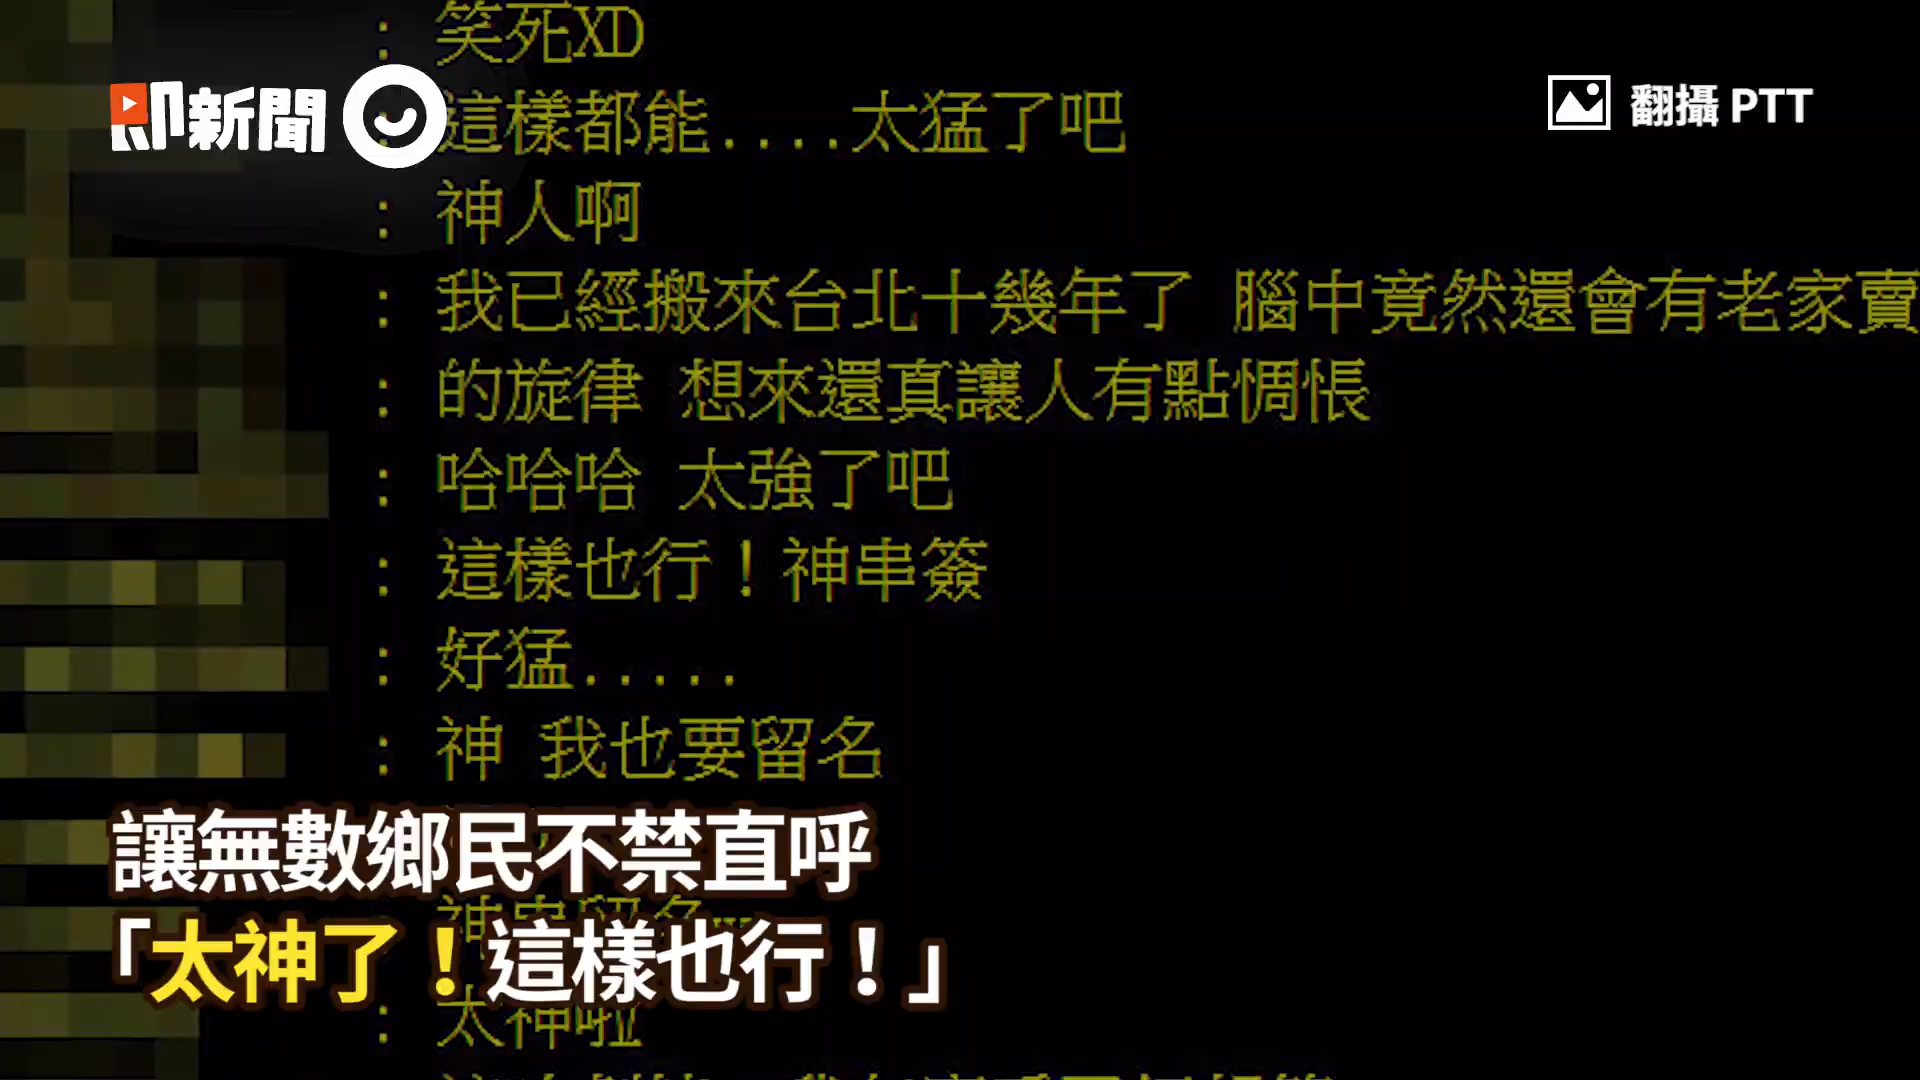 : 笑死XD
即新聞
翻攝 PTT
這樣都能....太猛了吧
: 神人啊
: 我已經搬來台北十幾年了 腦中竟然還會有老家賣
: 的旋律 想來還真讓人有點惆悵
: 哈哈哈 太強了吧
: 這樣也行！神串簽
: 好猛.....
: 神 我也要留名
讓無數鄉民不禁直呼
神串留名
「太神了！這樣也行！」
: 太神啦